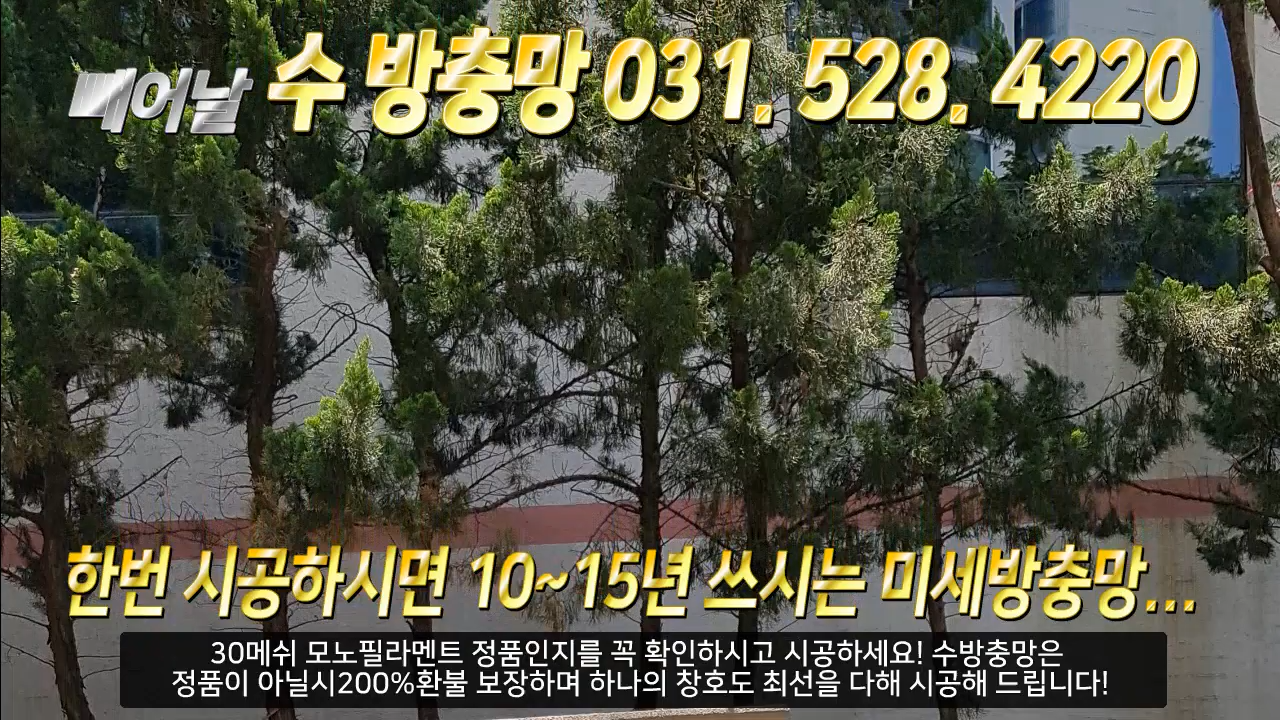 빼어날 수 방충망 031. 528. 4220
한번 시공하시면 10~15년 쓰시는 미세방충망...
30메쉬 모노필라멘트 정품인지를 꼭 확인하시고 시공하세요! 수방충망은
정품이 아닐시200%환불 보장하며 하나의 창호도 최선을 다해 시공해 드립니다!